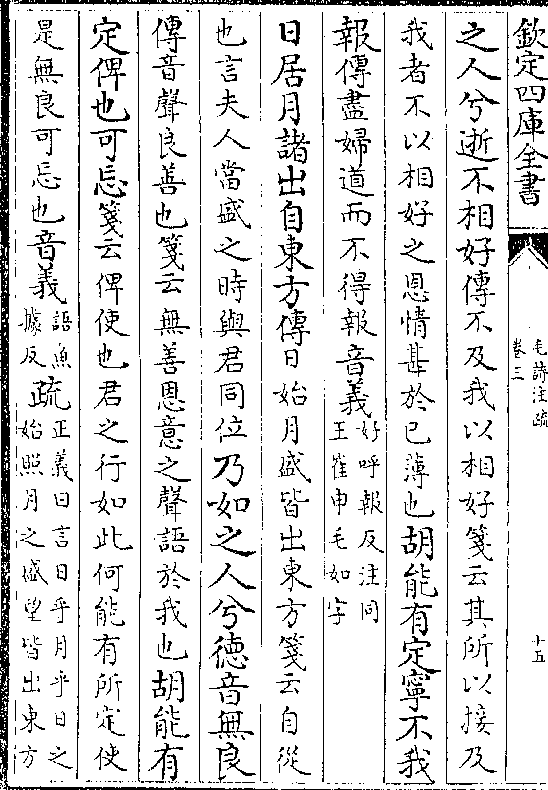 欽定四庫全書
毛詩注疏
卷三
十五
之人兮逝不相好傳不及我以相好箋云其所以接及
我者不以相好之恩情甚於已薄也胡能有定寧不我
報傳盡婦道而不得報音義好呼報反注同
王崔申毛如字
日居月諸出自東方傳日始月盛皆出東方箋云自從
也言夫人當盛之時與君同位乃如之人兮德音無良
傳音聲良善也箋云無善恩意之聲語於我也胡能有
定俾也可忘箋云俾使也君之行如此何能有所定使
是無良可忘也音義語魚
據反疏正義曰言日乎月乎日之
始照月之盛望皆出東方